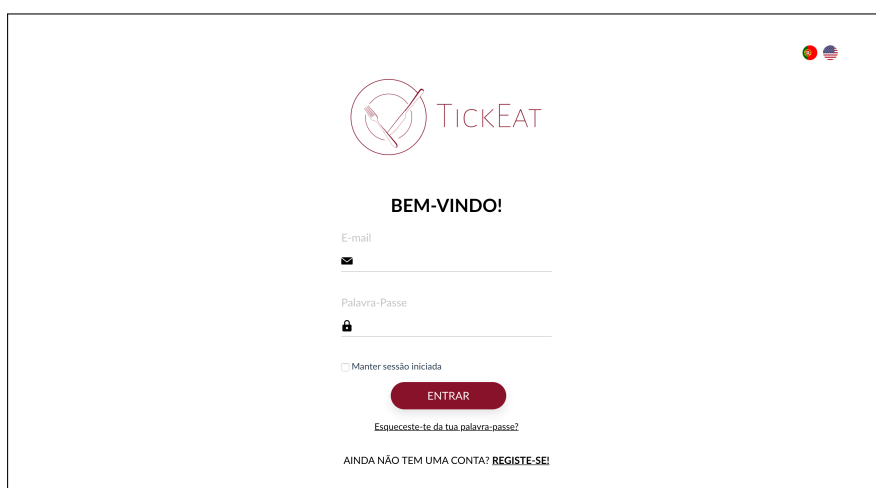 TICKEAT
BEM-VINDO!
E-mail
Palavra-Passe
Manter sessão iniciada
ENTRAR
Esqueceste-te da tua palavra-passe?
AINDA NÃO TEM UMA CONTA? REGISTE-SE!